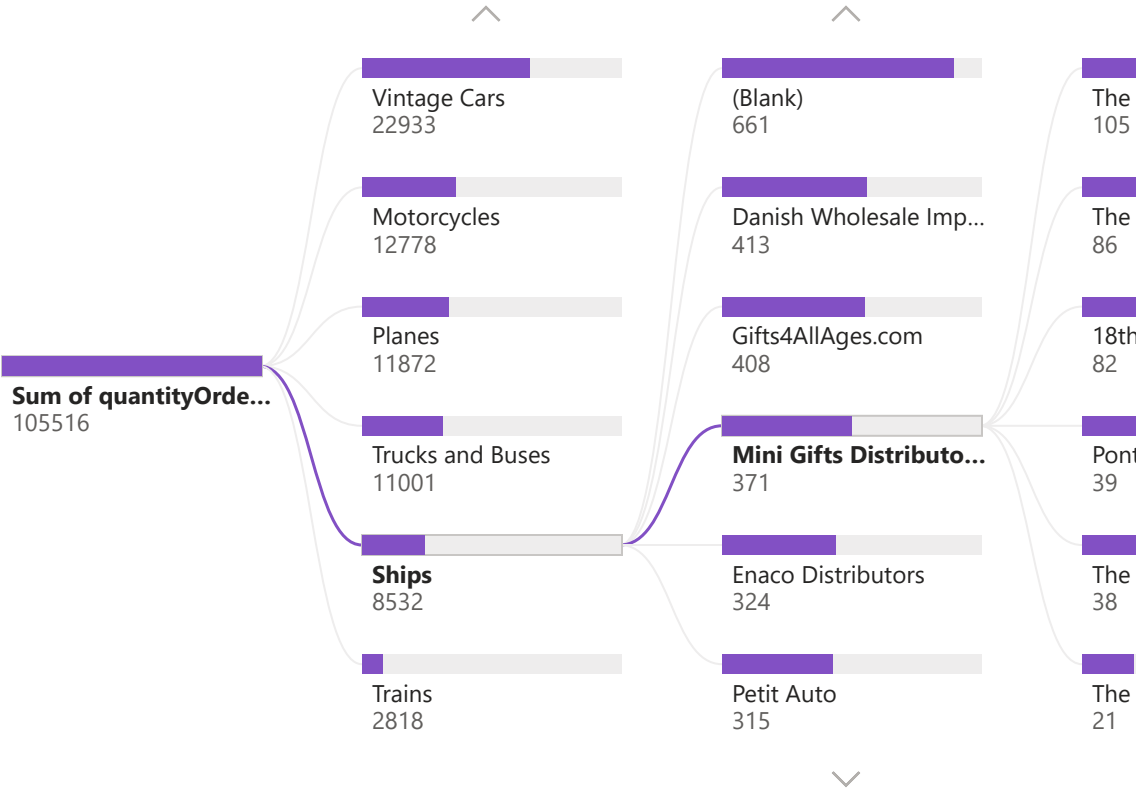 Sum of quantityOrde...
105516
Vintage Cars
22933
Motorcycles
12778
Planes
11872
Trucks and Buses
11001
Ships
8532
Trains
2818
(Blank)
661
Danish Wholesale Imp...
413
Gifts4AllAges.com
408
Mini Gifts Distributo...
371
Enaco Distributors
324
Petit Auto
315
The
105
The
86
18th
82
Pont
39
The
38
The
21